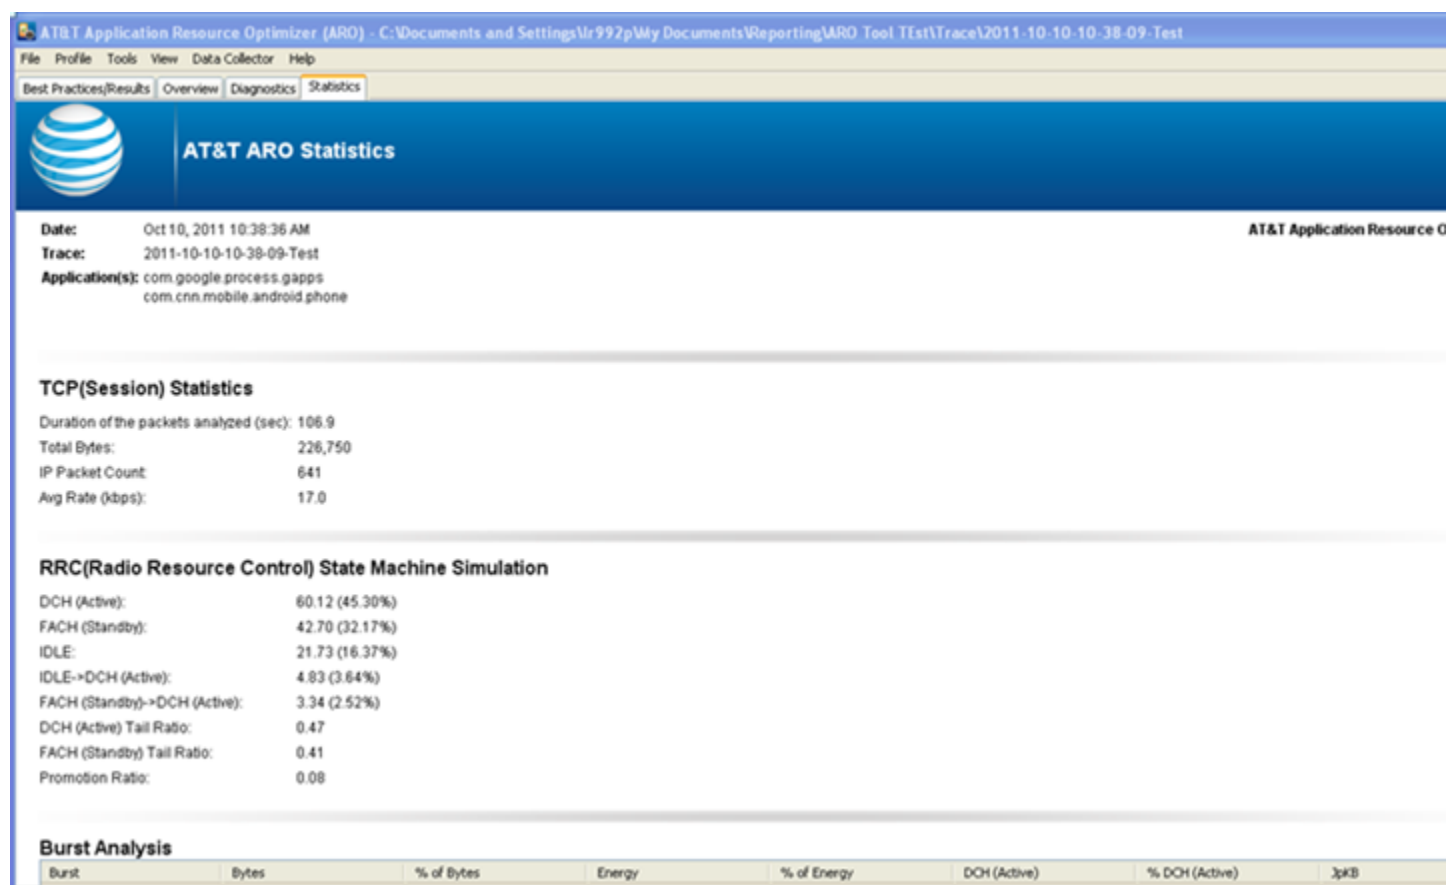 AT&T Application Resource Optimizer (ARO) - C:\Documents and Settings\lr992p\My Documents\Reporting\ARO Tool TEst\Trace\2011-10-10-10-38-09-Test
File Profile Tools View Data Collector Help
Best Practices/Results Overview Diagnostics Statistics
AT&T ARO Statistics
Date: Oct 10, 2011 10:38:36 AM AT&T Application Resource O
Trace: 2011-10-10-10-38-09-Test
Application(s): com.google.process.gapps
com.cnn.mobile.android.phone
TCP(Session) Statistics
Duration of the packets analyzed (sec): 106.9
Total Bytes: 226,750
IP Packet Count: 641
Avg Rate (kbps): 17.0
RRC(Radio Resource Control) State Machine Simulation
DCH (Active): 60.12 (45.30%)
FACH (Standby): 42.70 (32.17%)
IDLE: 21.73 (16.37%)
IDLE->DCH (Active): 4.83 (3.64%)
FACH (Standby)->DCH (Active): 3.34 (2.52%)
DCH (Active) Tail Ratio: 0.47
FACH (Standby) Tail Ratio: 0.41
Promotion Ratio: 0.08
Burst Analysis
Burst Bytes % of Bytes Energy % of Energy DCH (Active) % DCH (Active) JpKB